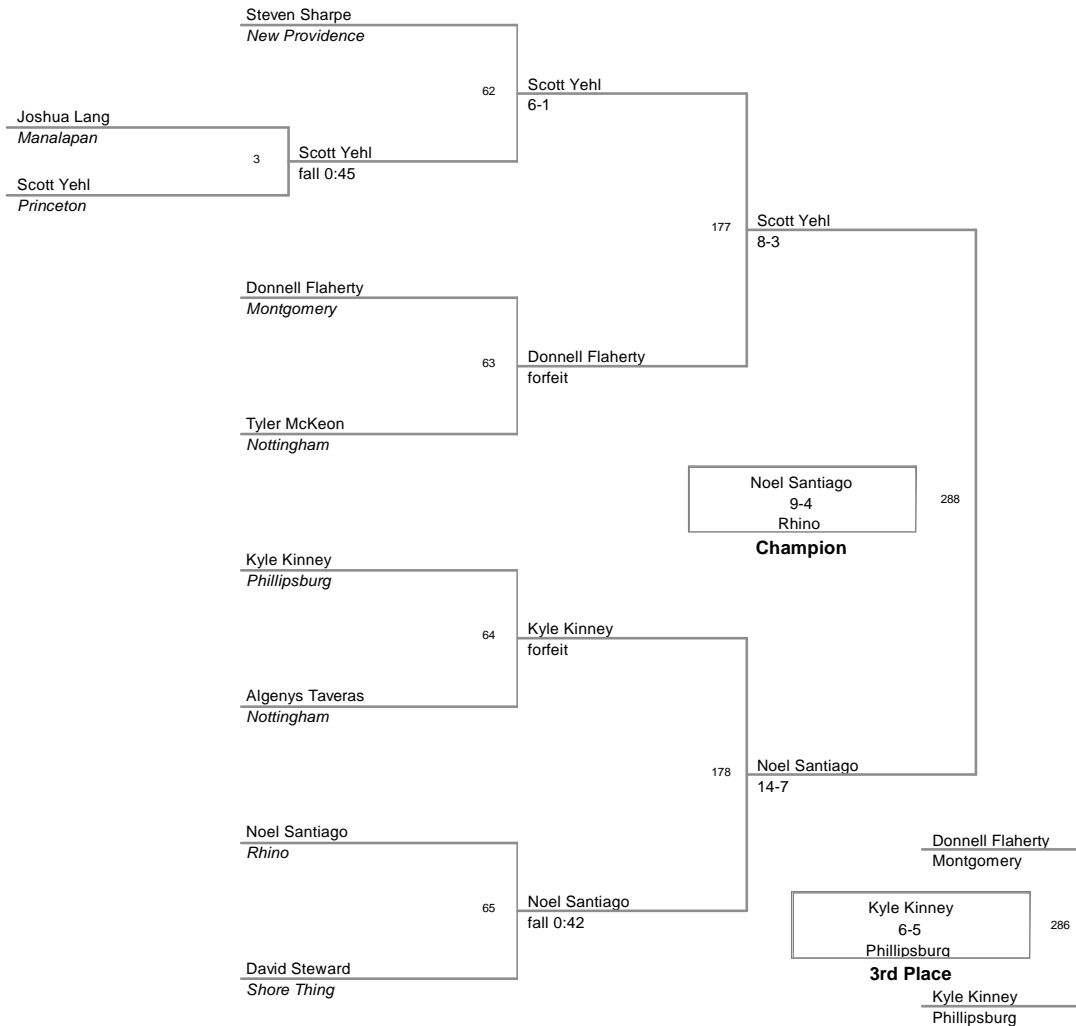 Steven Sharpe
New Providence
62
Scott Yehl
6-1
Joshua Lang
Manalapan
3
Scott Yehl
fall 0:45
Scott Yehl
Princeton
177
Scott Yehl
8-3
Donnell Flaherty
Montgomery
63
Donnell Flaherty
forfeit
Tyler McKeon
Nottingham
Noel Santiago
9-4
Rhino
Champion
288
Kyle Kinney
Phillipsburg
64
Kyle Kinney
forfeit
Algenys Taveras
Nottingham
178
Noel Santiago
14-7
Noel Santiago
Rhino
65
Noel Santiago
fall 0:42
David Steward
Shore Thing
Donnell Flaherty
Montgomery
Kyle Kinney
6-5
Phillipsburg
3rd Place
286
Kyle Kinney
Phillipsburg